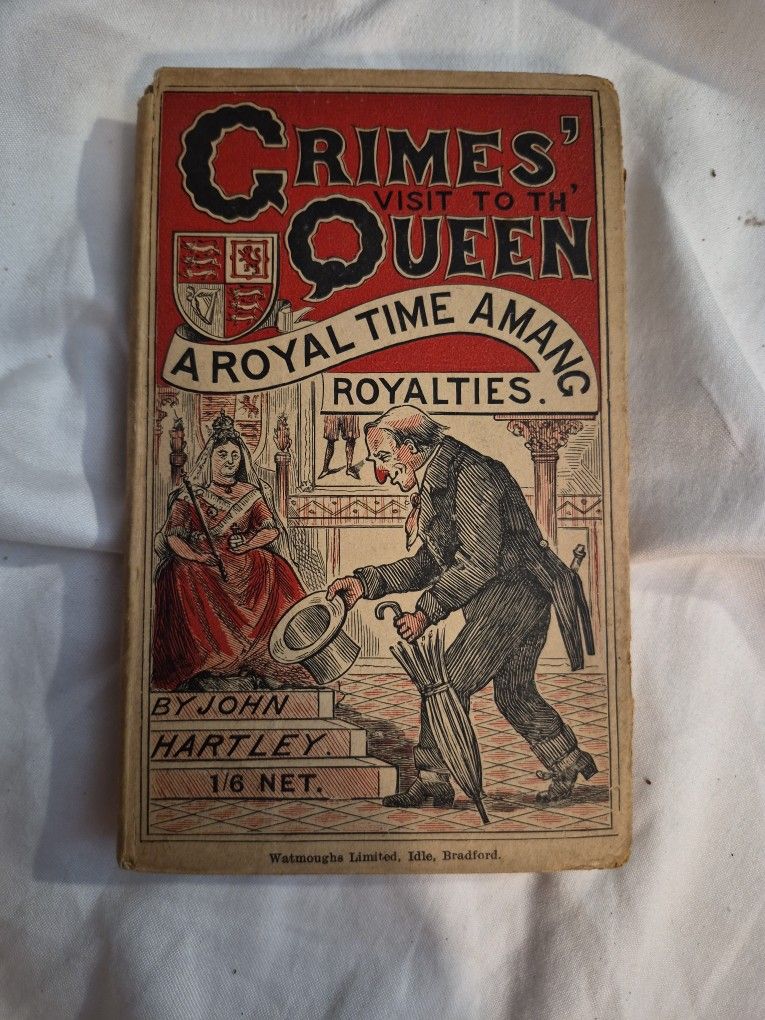 GRIMES'
VISIT TO TH'
QUEEN
A ROYAL TIME AMANG
ROYALTIES.
BY JOHN
HARTLEY.
1/6 NET.
Watmoughs Limited, Idle, Bradford.